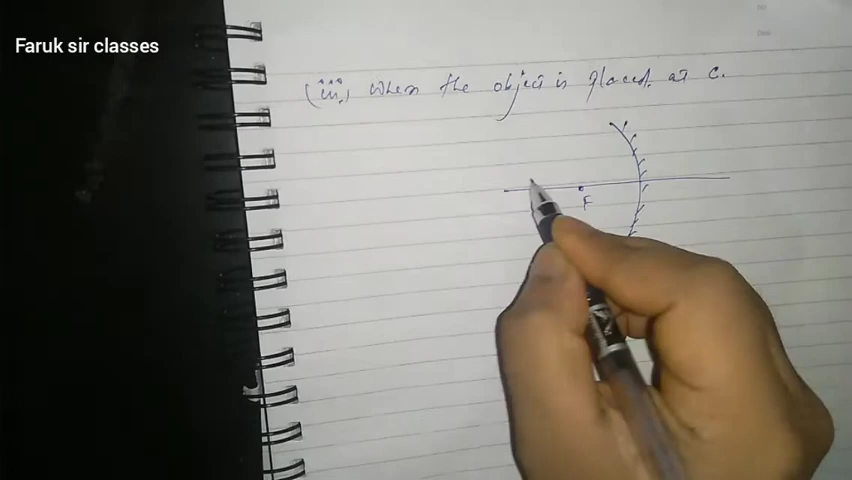 Faruk sir classes
(iii) When the object is placed at C.
F